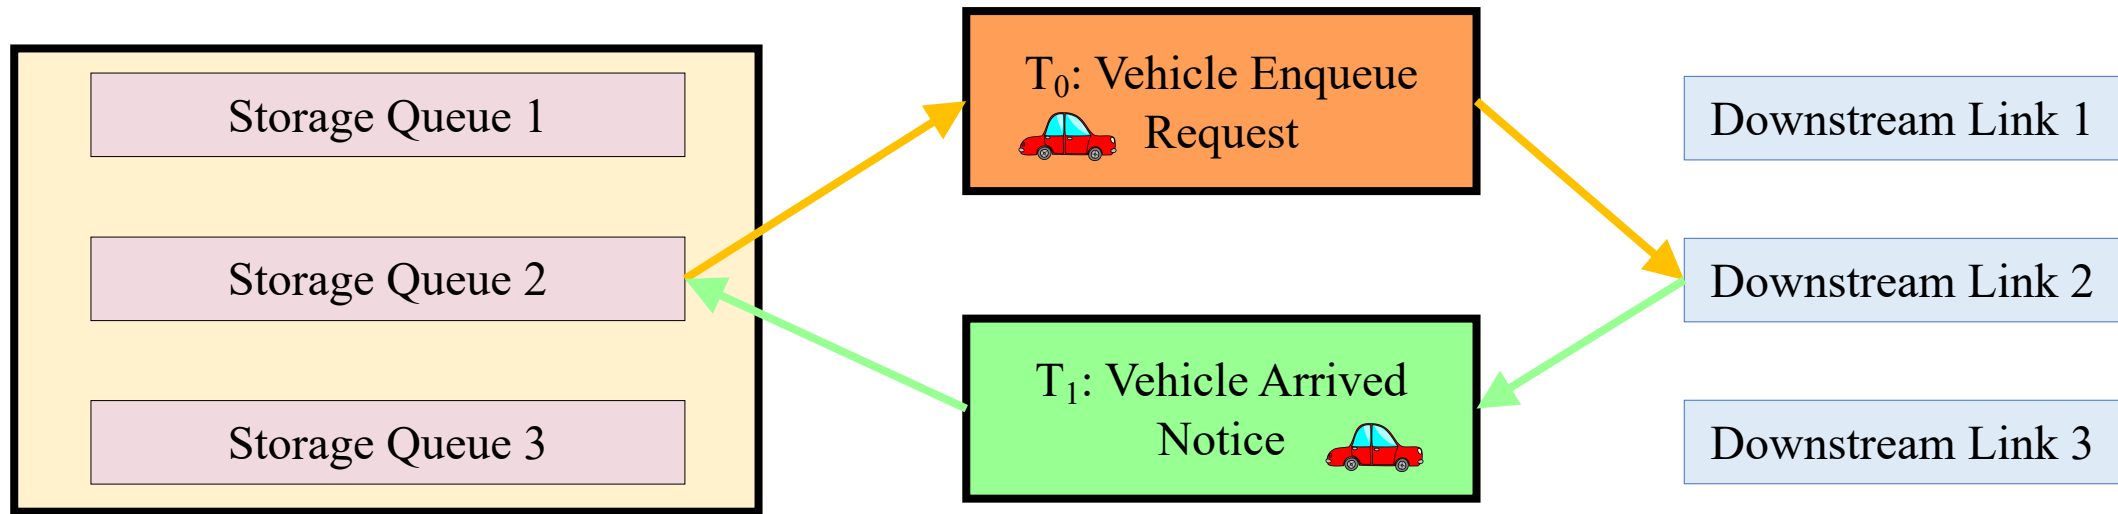 Storage Queue 1
Storage Queue 2
Storage Queue 3
T₀: Vehicle Enqueue
Request
T₁: Vehicle Arrived
Notice
Downstream Link 1
Downstream Link 2
Downstream Link 3